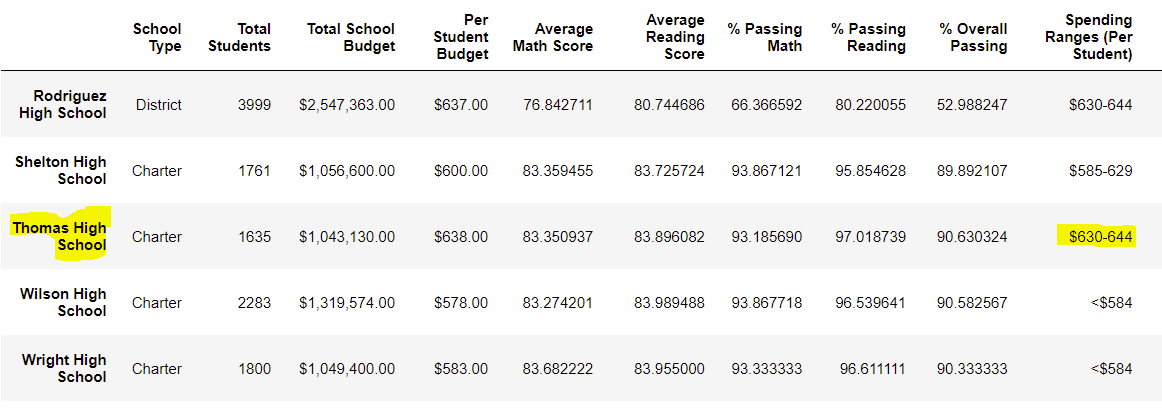 School Type Total Students Total School Budget Per Student Budget Average Math Score Average Reading Score % Passing Math % Passing Reading % Overall Passing Spending Ranges (Per Student)
Rodriguez High School District 3999 $2,547,363.00 $637.00 76.842711 80.744686 66.366592 80.220055 52.988247 $630-644
Shelton High School Charter 1761 $1,056,600.00 $600.00 83.359455 83.725724 93.867121 95.854628 89.892107 $585-629
Thomas High School Charter 1635 $1,043,130.00 $638.00 83.350937 83.896082 93.185690 97.018739 90.630324 $630-644
Wilson High School Charter 2283 $1,319,574.00 $578.00 83.274201 83.989488 93.867718 96.539641 90.582567 <$584
Wright High School Charter 1800 $1,049,400.00 $583.00 83.682222 83.955000 93.333333 96.611111 90.333333 <$584